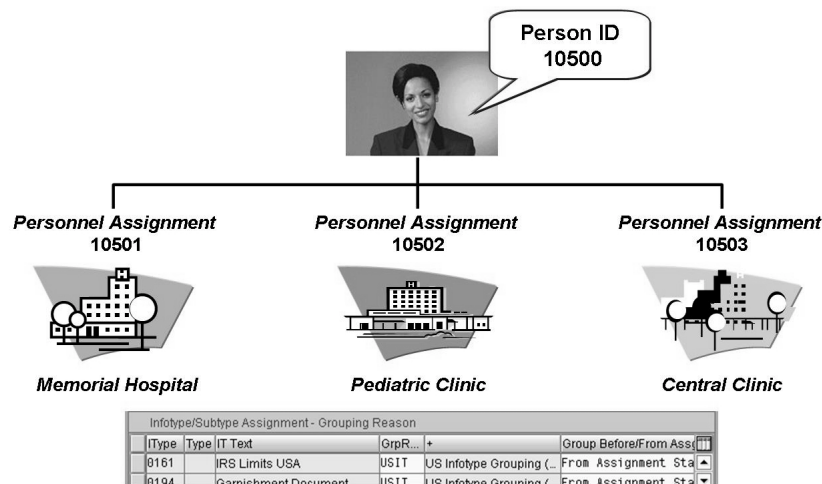 Person ID
10500
Personnel Assignment
10501
Personnel Assignment
10502
Personnel Assignment
10503
Memorial Hospital
Pediatric Clinic
Central Clinic
Infotype/Subtype Assignment - Grouping Reason
IType Type IT Text GrpR... + Group Before/From Assi
0161 IRS Limits USA USIT US Infotype Grouping (... From Assignment Sta
0194 Garnishment Document USIT US Infotype Grouping ( From Assignment Sta